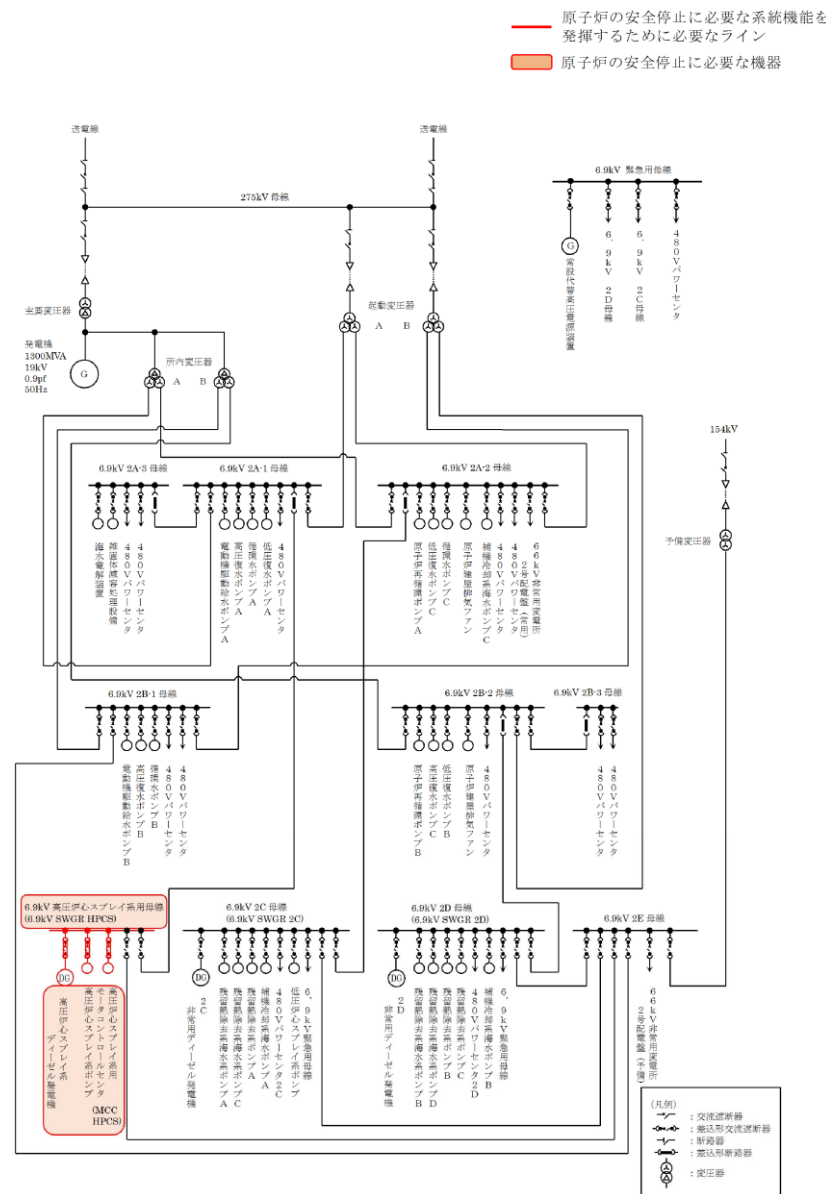 原子炉の安全停止に必要な系統機能を
発揮するために必要なライン
原子炉の安全停止に必要な機器
送電線
送電線
6.9kV 緊急用母線
275kV 母線
G
常設代替高圧電源装置
6.9kV 2D母線
6.9kV 2C母線
480Vパワーセンタ
主要変圧器
起動変圧器
A
B
発電機
1300MVA
19kV
0.9pf
50Hz
G
所内変圧器
A
B
154kV
予備変圧器
6.9kV 2A-3 母線
6.9kV 2A-1 母線
6.9kV 2A-2 母線
海水電解装置
雑固体減容処理設備
480Vパワーセンタ
480Vパワーセンタ
電動機駆動給水ポンプA
高圧復水ポンプA
循環水ポンプA
低圧復水ポンプA
480Vパワーセンタ
原子炉再循環ポンプA
低圧復水ポンプC
循環水ポンプC
原子炉建屋排気ファン
補機冷却系海水ポンプC
480Vパワーセンタ
480Vパワーセンタ
66kV非常用変電所
2号配電盤(常用)
6.9kV 2B-1 母線
6.9kV 2B-2 母線
6.9kV 2B-3 母線
電動機駆動給水ポンプB
高圧復水ポンプB
循環水ポンプB
480Vパワーセンタ
480Vパワーセンタ
原子炉再循環ポンプB
高圧復水ポンプC
低圧復水ポンプB
原子炉建屋排気ファン
480Vパワーセンタ
480Vパワーセンタ
480Vパワーセンタ
6.9kV 高圧炉心スプレイ系用母線
(6.9kV SWGR HPCS)
6.9kV 2C 母線
(6.9kV SWGR 2C)
6.9kV 2D 母線
(6.9kV SWGR 2D)
6.9kV 2E 母線
DG
高圧炉心スプレイ系
ディーゼル発電機
高圧炉心スプレイ系ポンプ
高圧炉心スプレイ系用
モータコントロールセンタ
(MCC
HPCS)
DG
2C
非常用ディーゼル発電機
残留熱除去系海水系ポンプA
残留熱除去系海水系ポンプC
残留熱除去系ポンプA
補機冷却系海水ポンプA
480Vパワーセンタ2C
低圧炉心スプレイ系ポンプ
6.9kV緊急用母線
DG
2D
非常用ディーゼル発電機
残留熱除去系海水系ポンプB
残留熱除去系海水系ポンプD
残留熱除去系ポンプB
残留熱除去系ポンプC
480Vパワーセンタ2D
補機冷却系海水ポンプB
6.9kV緊急用母線
66kV非常用変電所
2号配電盤(予備)
(凡例)
:交流遮断器
:差込形交流遮断器
:断路器
:差込形断路器
:変圧器